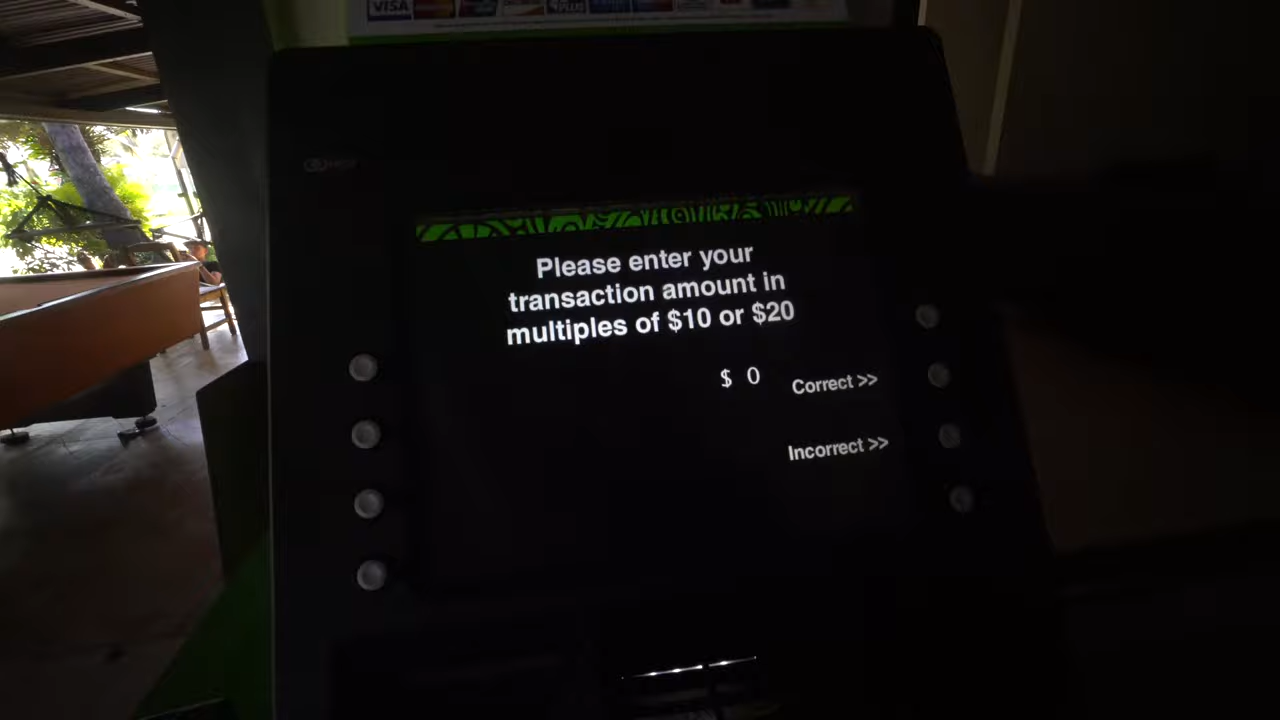 VISA
Please enter your
transaction amount in
multiples of $10 or $20
$ 0
Correct >>
Incorrect >>